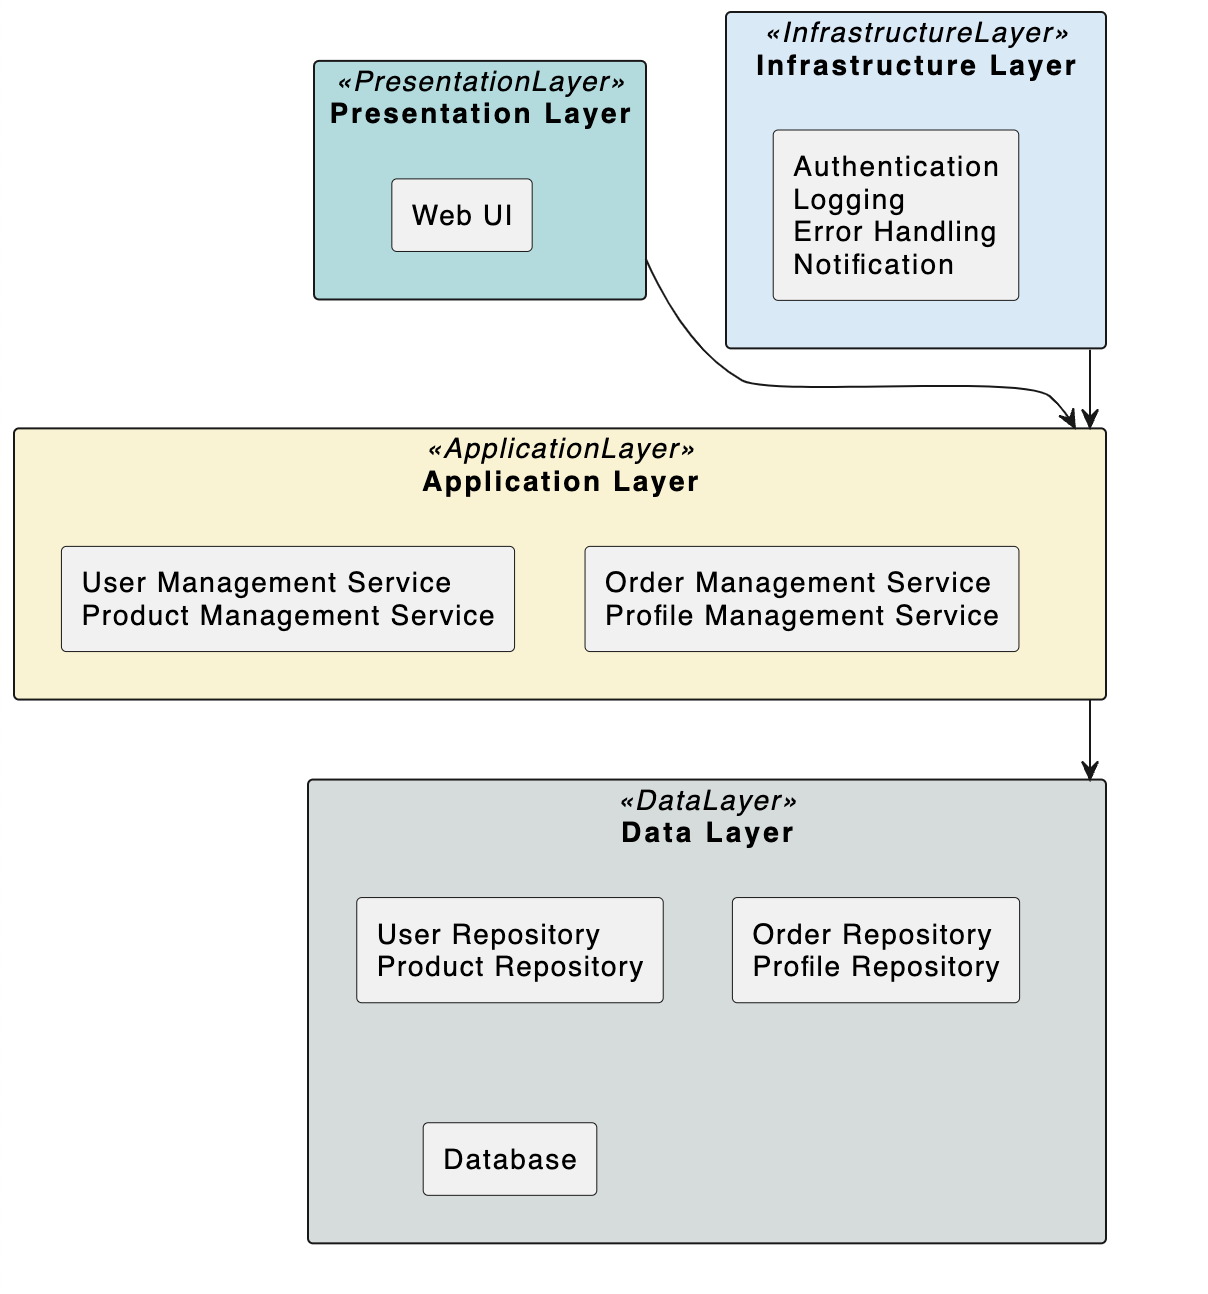 «InfrastructureLayer»
Infrastructure Layer
«PresentationLayer»
Presentation Layer
Web UI
Authentication
Logging
Error Handling
Notification
«ApplicationLayer»
Application Layer
User Management Service
Product Management Service
Order Management Service
Profile Management Service
«DataLayer»
Data Layer
User Repository
Product Repository
Order Repository
Profile Repository
Database